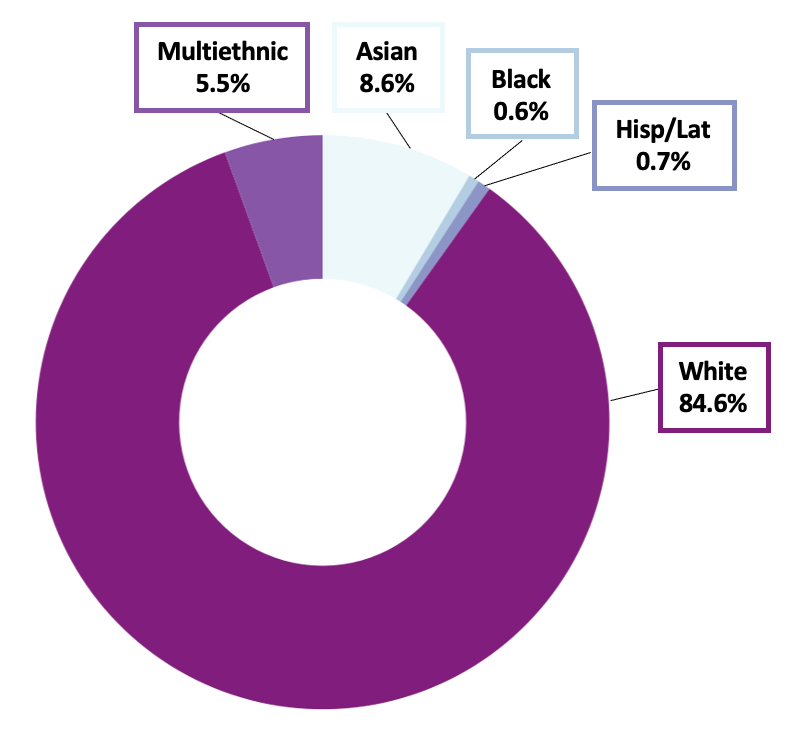 Multiethnic
5.5%
Asian
8.6%
Black
0.6%
Hisp/Lat
0.7%
White
84.6%